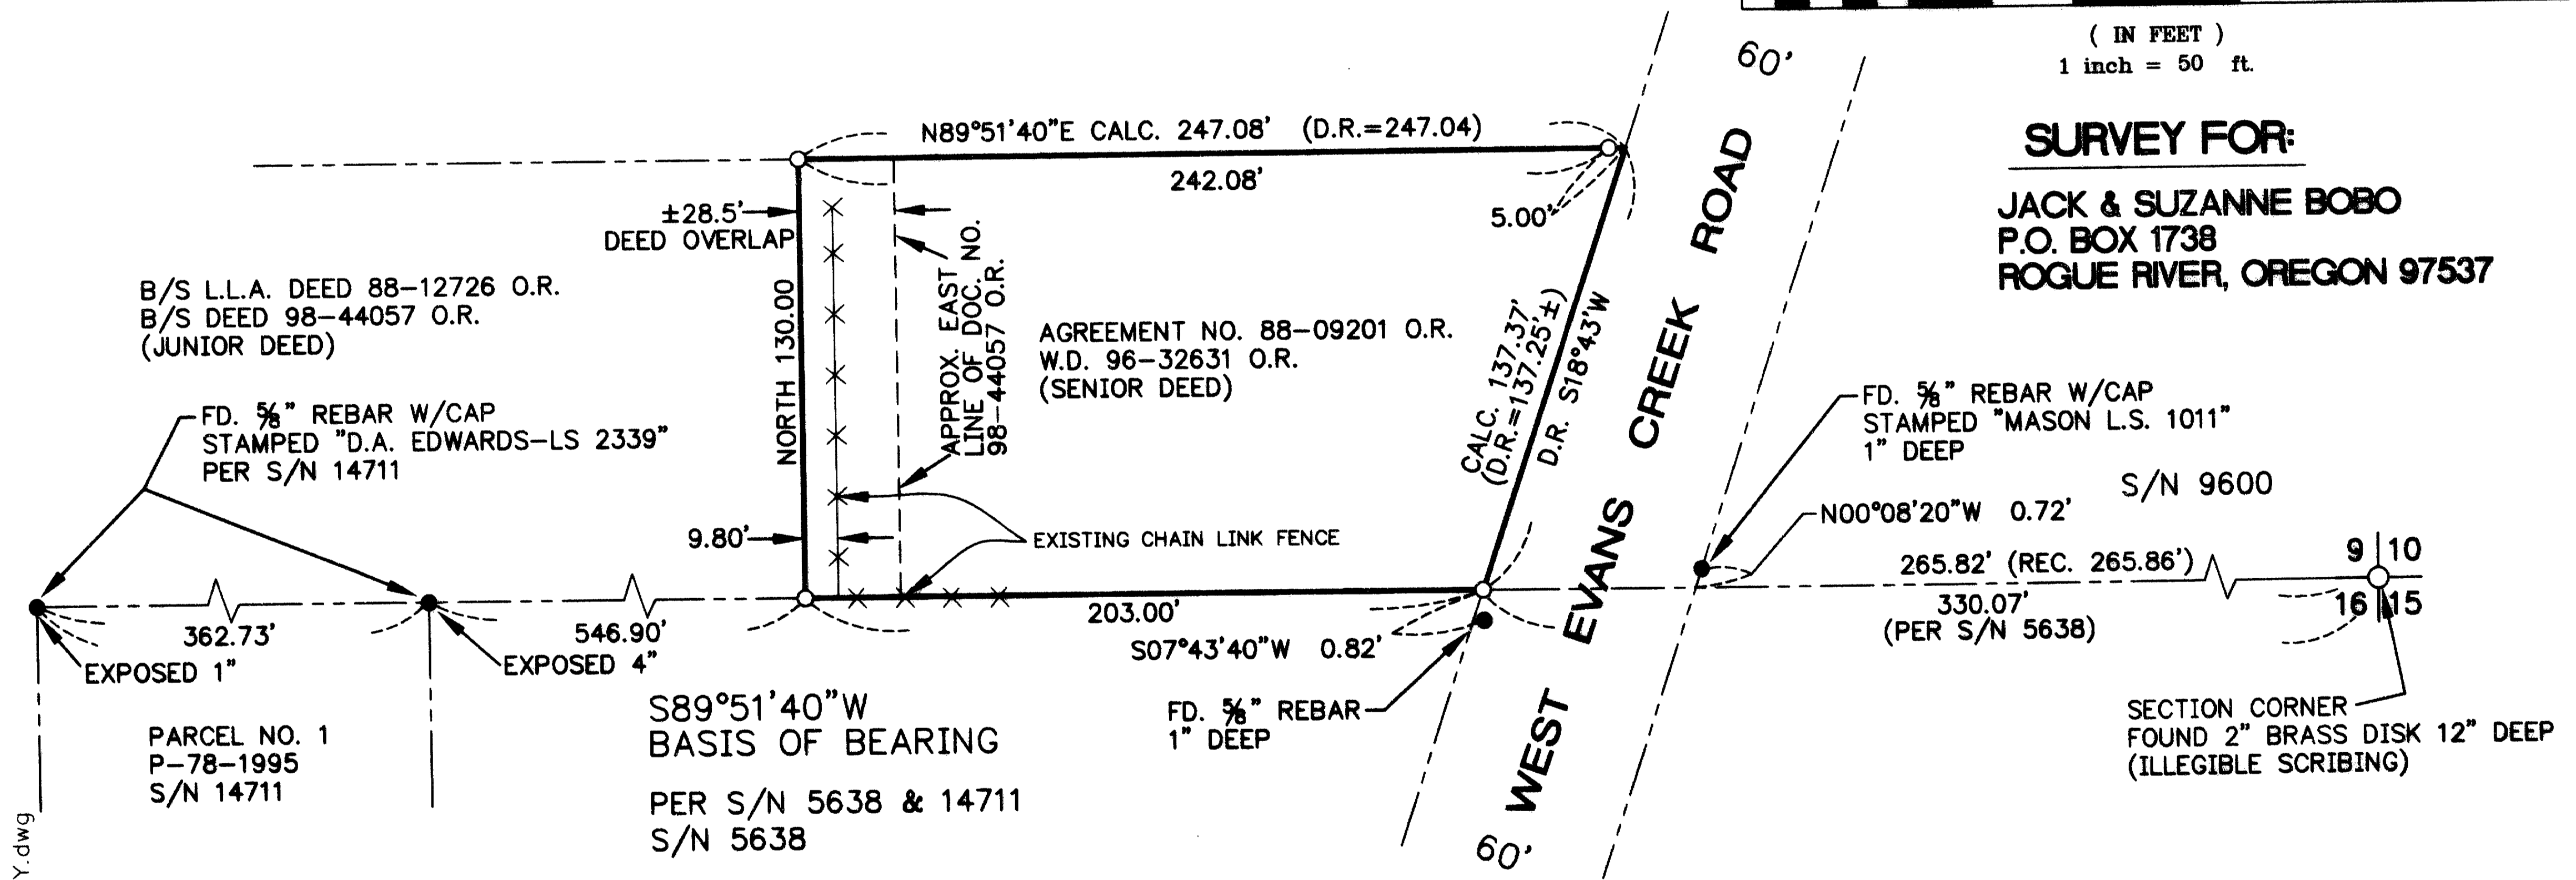 ( IN FEET )
1 inch = 50 ft.
SURVEY FOR:
JACK & SUZANNE BOBO
P.O. BOX 1738
ROGUE RIVER, OREGON 97537
60'
N89°51'40"E CALC. 247.08' (D.R.=247.04)
242.08'
5.00'
±28.5'
DEED OVERLAP
B/S L.L.A. DEED 88-12726 O.R.
B/S DEED 98-44057 O.R.
(JUNIOR DEED)
NORTH 130.00
APPROX. EAST
LINE OF DOC. NO.
98-44057 O.R.
AGREEMENT NO. 88-09201 O.R.
W.D. 96-32631 O.R.
(SENIOR DEED)
CALC. 137.37'
(D.R.=137.25'±)
D.R. S18°43'W
WEST EVANS CREEK ROAD
FD. 5/8" REBAR W/CAP
STAMPED "D.A. EDWARDS-LS 2339"
PER S/N 14711
FD. 5/8" REBAR W/CAP
STAMPED "MASON L.S. 1011"
1" DEEP
S/N 9600
N00°08'20"W 0.72'
9.80'
EXISTING CHAIN LINK FENCE
265.82' (REC. 265.86')
9 10
16 15
330.07'
(PER S/N 5638)
362.73'
546.90'
203.00'
S07°43'40"W 0.82'
EXPOSED 1"
EXPOSED 4"
FD. 5/8" REBAR
1" DEEP
SECTION CORNER
FOUND 2" BRASS DISK 12" DEEP
(ILLEGIBLE SCRIBING)
PARCEL NO. 1
P-78-1995
S/N 14711
S89°51'40"W
BASIS OF BEARING
PER S/N 5638 & 14711
S/N 5638
60'
Y.dwg